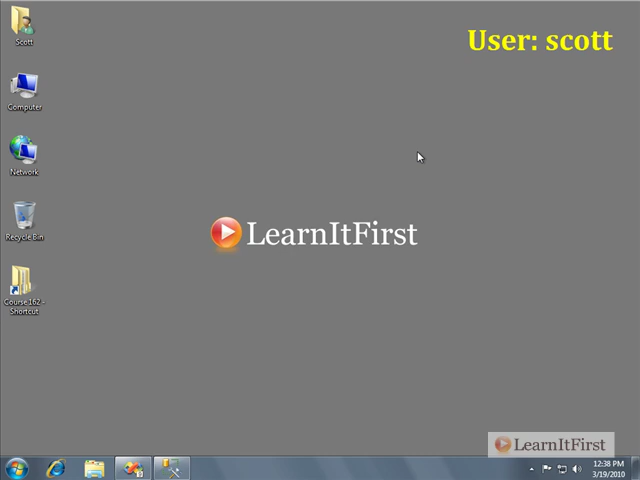 User: scott
Scott
Computer
Network
Recycle Bin
Course 162 -
Shortcut
LearnItFirst
LearnItFirst
12:38 PM
3/19/2010